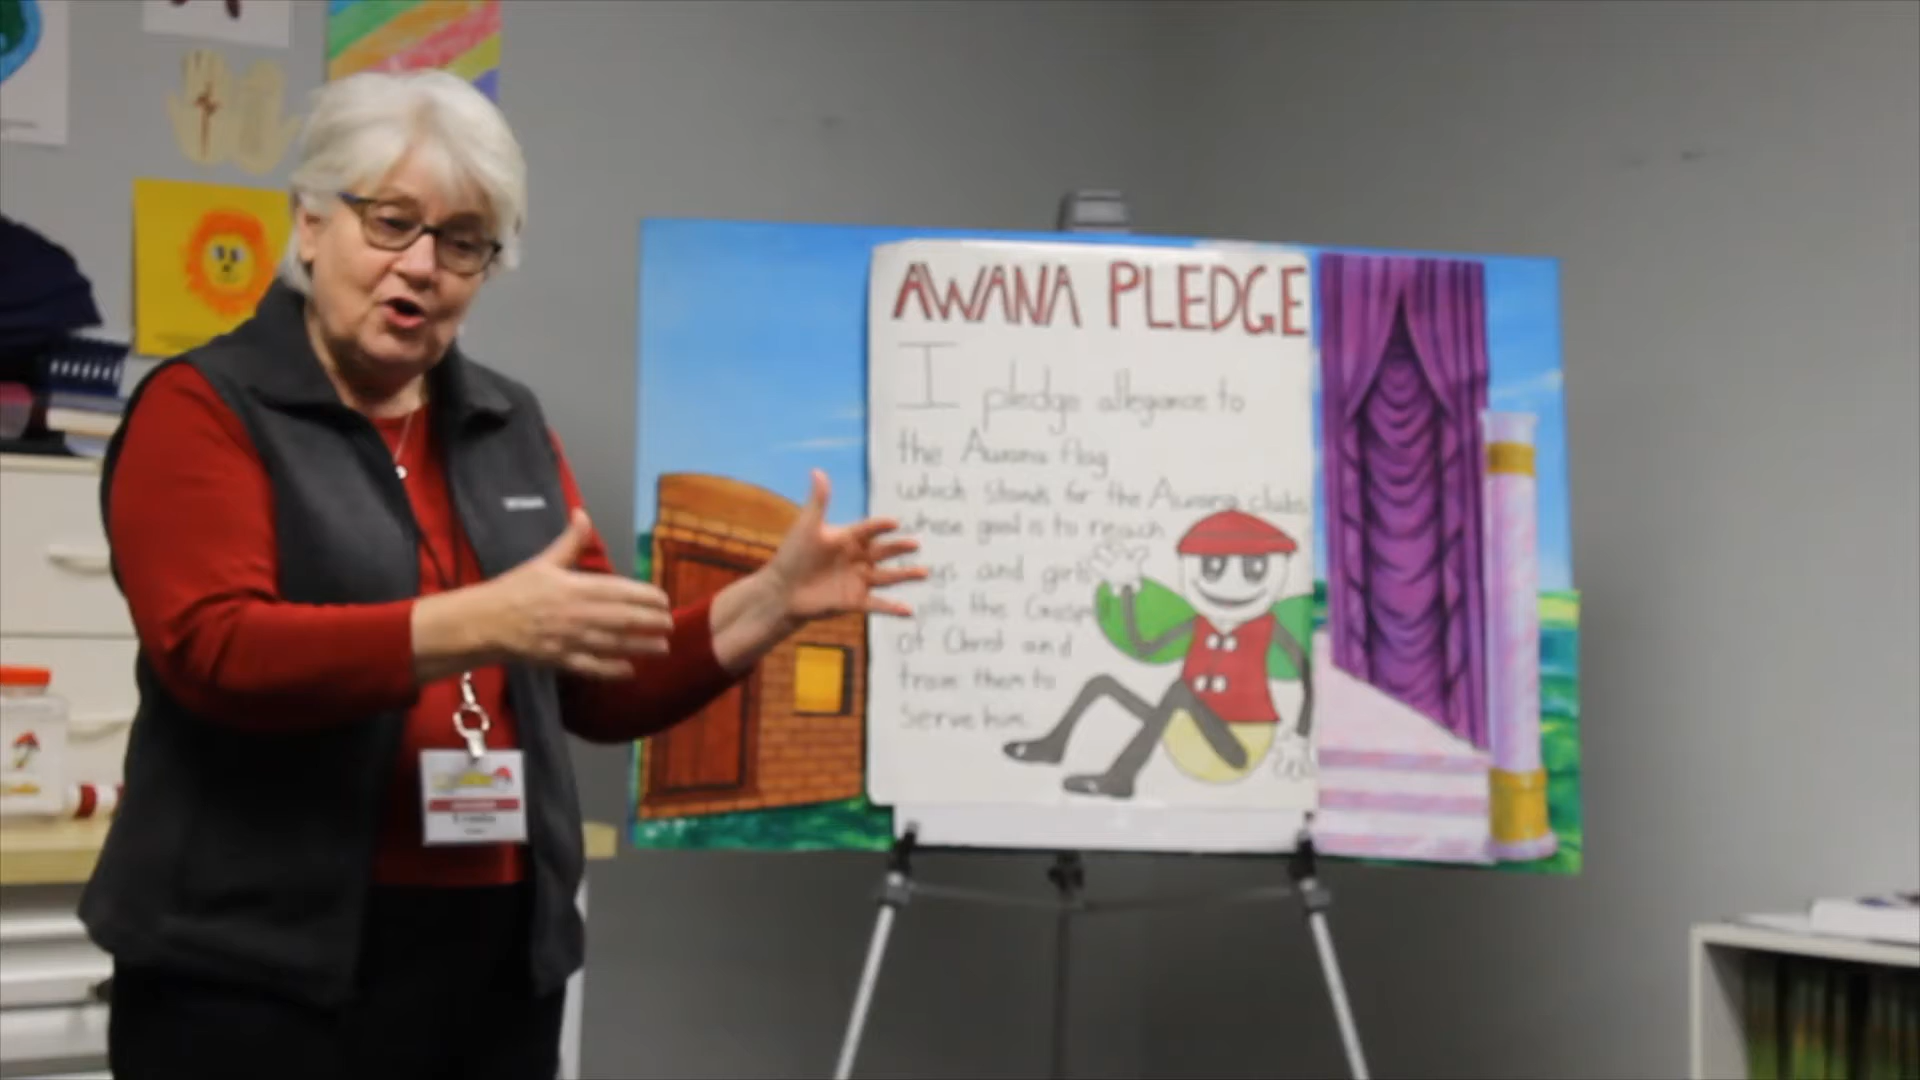 AWANA PLEDGE
I pledge allegiance to
the Awana flag
which stands for the Awana clubs
whose goal is to reach
boys and girls
with the Gospel
of Christ and
train them to
serve him